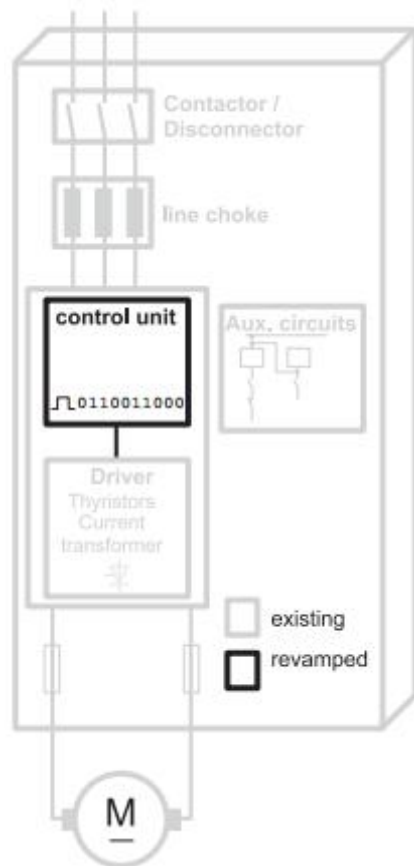 Contactor /
Disconnector
line choke
control unit
0110011000
Aux. circuits
Driver
Thyristors
Current
transformer
existing
revamped
M